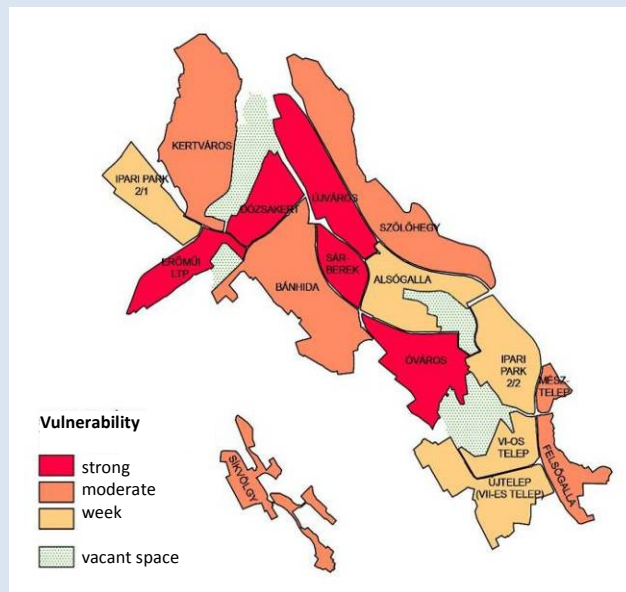 KERTVÁROS
IPARI PARK
2/1
DÓZSAKERT
ÚJVÁROS
SZŐLŐHEGY
ERŐMŰI
LTP.
BÁNHIDA
SÁR-
BEREK
ALSÓGALLA
ÓVÁROS
IPARI
PARK
2/2
MÉSZ-
TELEP
VI-OS
TELEP
ÚJTELEP
(VII-ES TELEP)
FELSŐGALLA
SÍKVÖLGY
Vulnerability
strong
moderate
week
vacant space